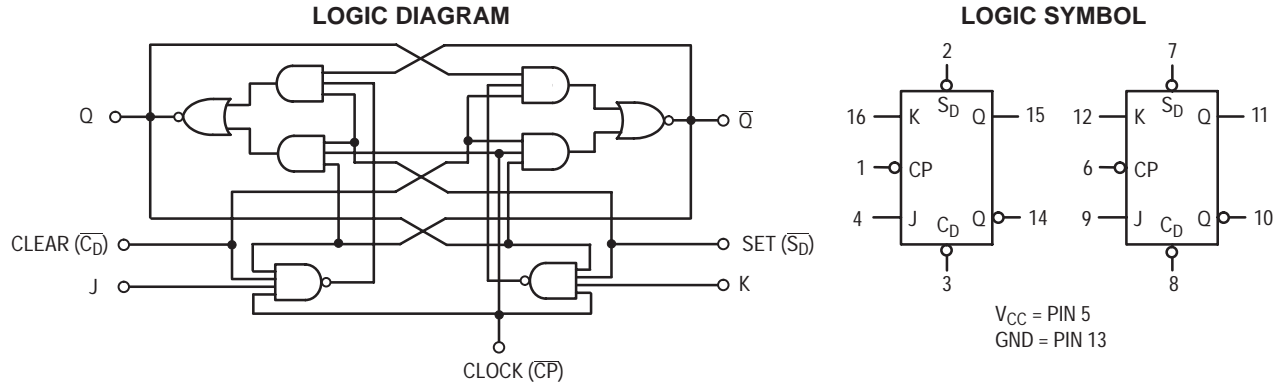 LOGIC DIAGRAM
Q
Q̅
CLEAR (C̅D̅)
SET (S̅D̅)
J
K
CLOCK (C̅P̅)
LOGIC SYMBOL
2
SD
16
K
Q
15
1
CP
4
J
CD
Q
14
3
7
SD
12
K
Q
11
6
CP
9
J
CD
Q
10
8
VCC = PIN 5
GND = PIN 13